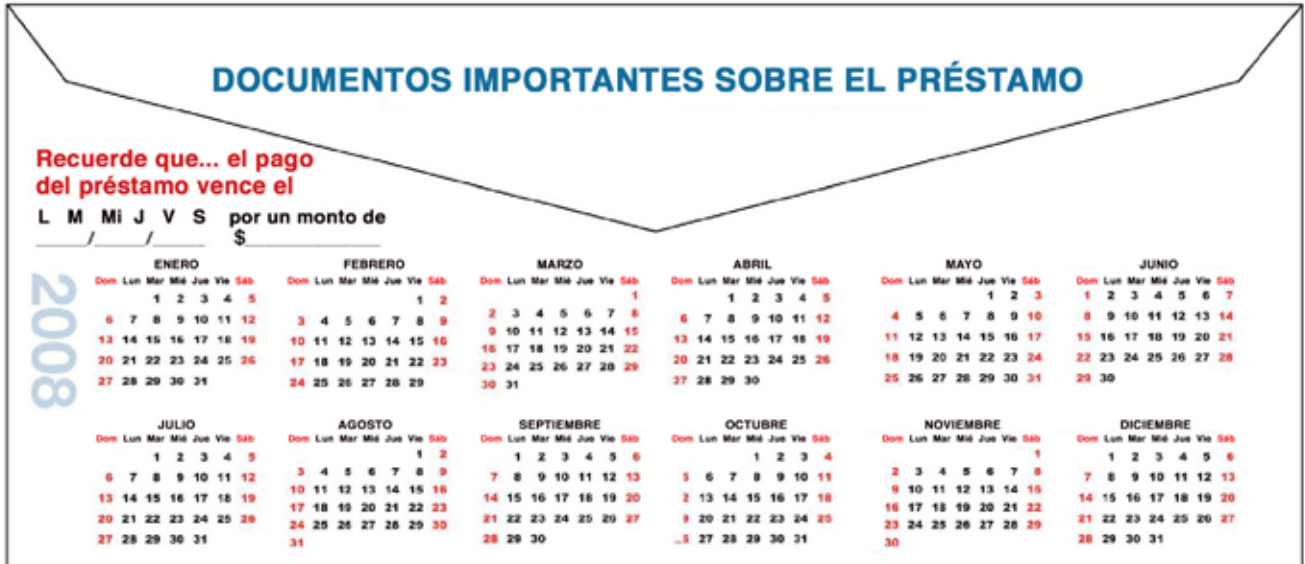 DOCUMENTOS IMPORTANTES SOBRE EL PRÉSTAMO
Recuerde que... el pago
del préstamo vence el
L M Mi J V S por un monto de
_____/_____/_____ $_____________
2008
ENERO
Dom Lun Mar Mié Jue Vie Sáb
1 2 3 4 5
6 7 8 9 10 11 12
13 14 15 16 17 18 19
20 21 22 23 24 25 26
27 28 29 30 31
FEBRERO
Dom Lun Mar Mié Jue Vie Sáb
1 2
3 4 5 6 7 8 9
10 11 12 13 14 15 16
17 18 19 20 21 22 23
24 25 26 27 28 29
MARZO
Dom Lun Mar Mié Jue Vie Sáb
1
2 3 4 5 6 7 8
9 10 11 12 13 14 15
16 17 18 19 20 21 22
23 24 25 26 27 28 29
30 31
ABRIL
Dom Lun Mar Mié Jue Vie Sáb
1 2 3 4 5
6 7 8 9 10 11 12
13 14 15 16 17 18 19
20 21 22 23 24 25 26
27 28 29 30
MAYO
Dom Lun Mar Mié Jue Vie Sáb
1 2 3
4 5 6 7 8 9 10
11 12 13 14 15 16 17
18 19 20 21 22 23 24
25 26 27 28 29 30 31
JUNIO
Dom Lun Mar Mié Jue Vie Sáb
1 2 3 4 5 6 7
8 9 10 11 12 13 14
15 16 17 18 19 20 21
22 23 24 25 26 27 28
29 30
JULIO
Dom Lun Mar Mié Jue Vie Sáb
1 2 3 4 5
6 7 8 9 10 11 12
13 14 15 16 17 18 19
20 21 22 23 24 25 26
27 28 29 30 31
AGOSTO
Dom Lun Mar Mié Jue Vie Sáb
1 2
3 4 5 6 7 8 9
10 11 12 13 14 15 16
17 18 19 20 21 22 23
24 25 26 27 28 29 30
31
SEPTIEMBRE
Dom Lun Mar Mié Jue Vie Sáb
1 2 3 4 5 6
7 8 9 10 11 12 13
14 15 16 17 18 19 20
21 22 23 24 25 26 27
28 29 30
OCTUBRE
Dom Lun Mar Mié Jue Vie Sáb
1 2 3 4
5 6 7 8 9 10 11
2 13 14 15 16 17 18
20 21 22 23 24 25
27 28 29 30 31
NOVIEMBRE
Dom Lun Mar Mié Jue Vie Sáb
1
2 3 4 5 6 7 8
9 10 11 12 13 14 15
16 17 18 19 20 21 22
23 24 25 26 27 28 29
30
DICIEMBRE
Dom Lun Mar Mié Jue Vie Sáb
1 2 3 4 5 6
7 8 9 10 11 12 13
14 15 16 17 18 19 20
21 22 23 24 25 26 27
28 29 30 31